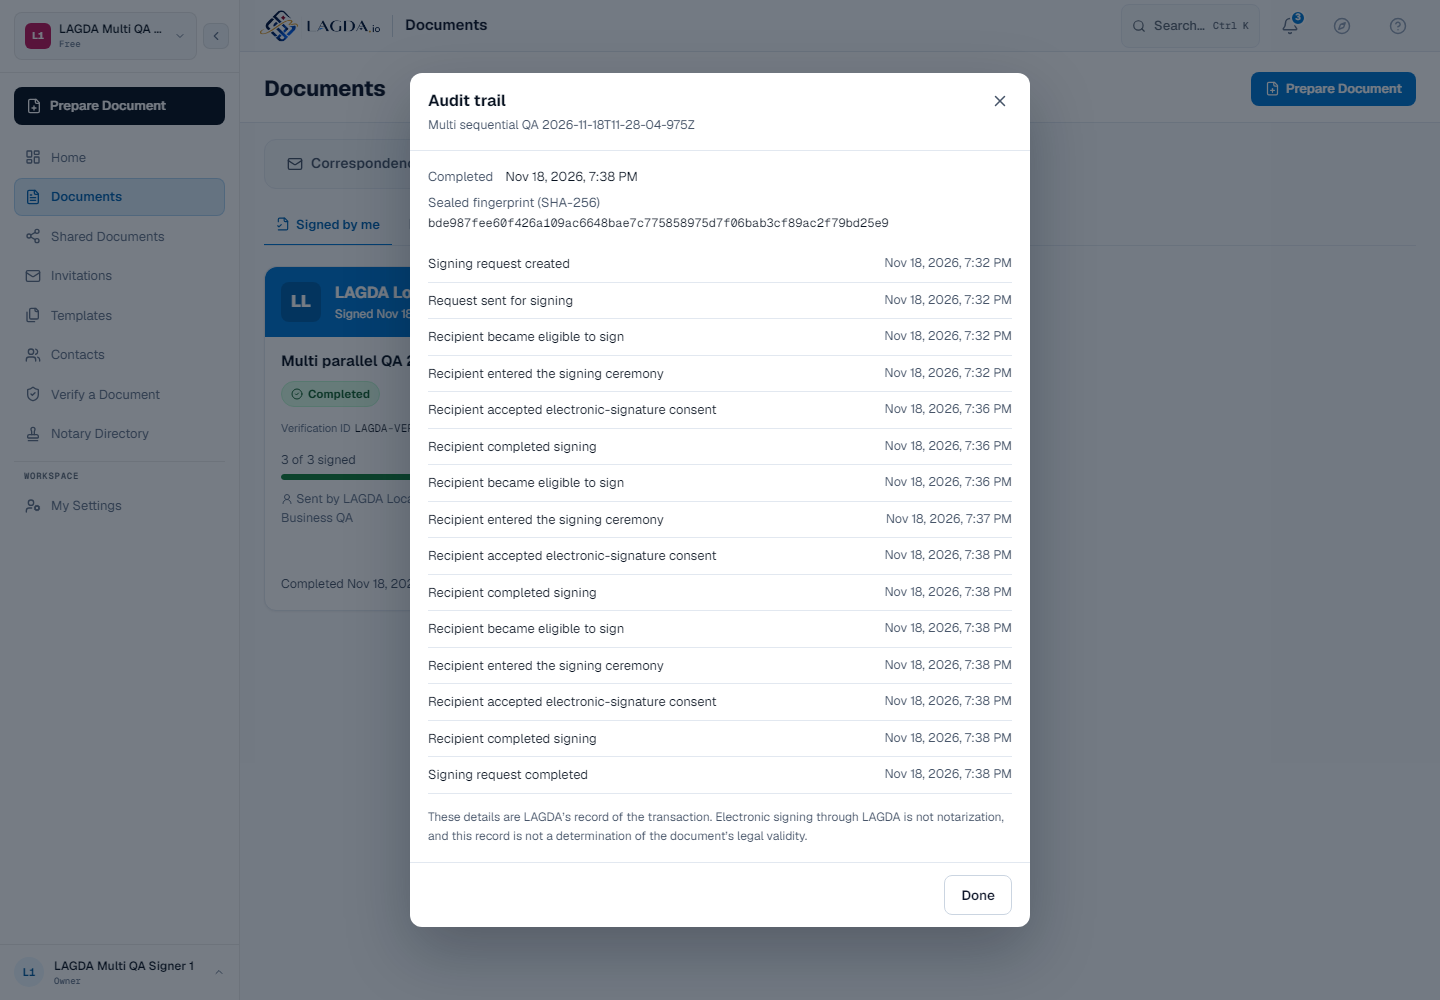 L1
LAGDA Multi QA ...
Free
Prepare Document
Home
Documents
Shared Documents
Invitations
Templates
Contacts
Verify a Document
Notary Directory
WORKSPACE
My Settings
L1
LAGDA Multi QA Signer 1
Owner
LAGDA.io
Documents
Search... Ctrl K
3
Documents
Prepare Document
Signed by me
LL
Signed Nov 18
Multi parallel QA
Completed
Verification ID
3 of 3 signed
Sent by LAGDA
Business QA
Completed Nov 18,
Audit trail
Multi sequential QA 2026-11-18T11-28-04-975Z
Completed Nov 18, 2026, 7:38 PM
Sealed fingerprint (SHA-256)
bde987fee60f426a109ac6648bae7c775858975d7f06bab3cf89ac2f79bd25e9
Signing request created Nov 18, 2026, 7:32 PM
Request sent for signing Nov 18, 2026, 7:32 PM
Recipient became eligible to sign Nov 18, 2026, 7:32 PM
Recipient entered the signing ceremony Nov 18, 2026, 7:32 PM
Recipient accepted electronic-signature consent Nov 18, 2026, 7:36 PM
Recipient completed signing Nov 18, 2026, 7:36 PM
Recipient became eligible to sign Nov 18, 2026, 7:36 PM
Recipient entered the signing ceremony Nov 18, 2026, 7:37 PM
Recipient accepted electronic-signature consent Nov 18, 2026, 7:38 PM
Recipient completed signing Nov 18, 2026, 7:38 PM
Recipient became eligible to sign Nov 18, 2026, 7:38 PM
Recipient entered the signing ceremony Nov 18, 2026, 7:38 PM
Recipient accepted electronic-signature consent Nov 18, 2026, 7:38 PM
Recipient completed signing Nov 18, 2026, 7:38 PM
Signing request completed Nov 18, 2026, 7:38 PM
These details are LAGDA's record of the transaction. Electronic signing through LAGDA is not notarization,
and this record is not a determination of the document's legal validity.
Done